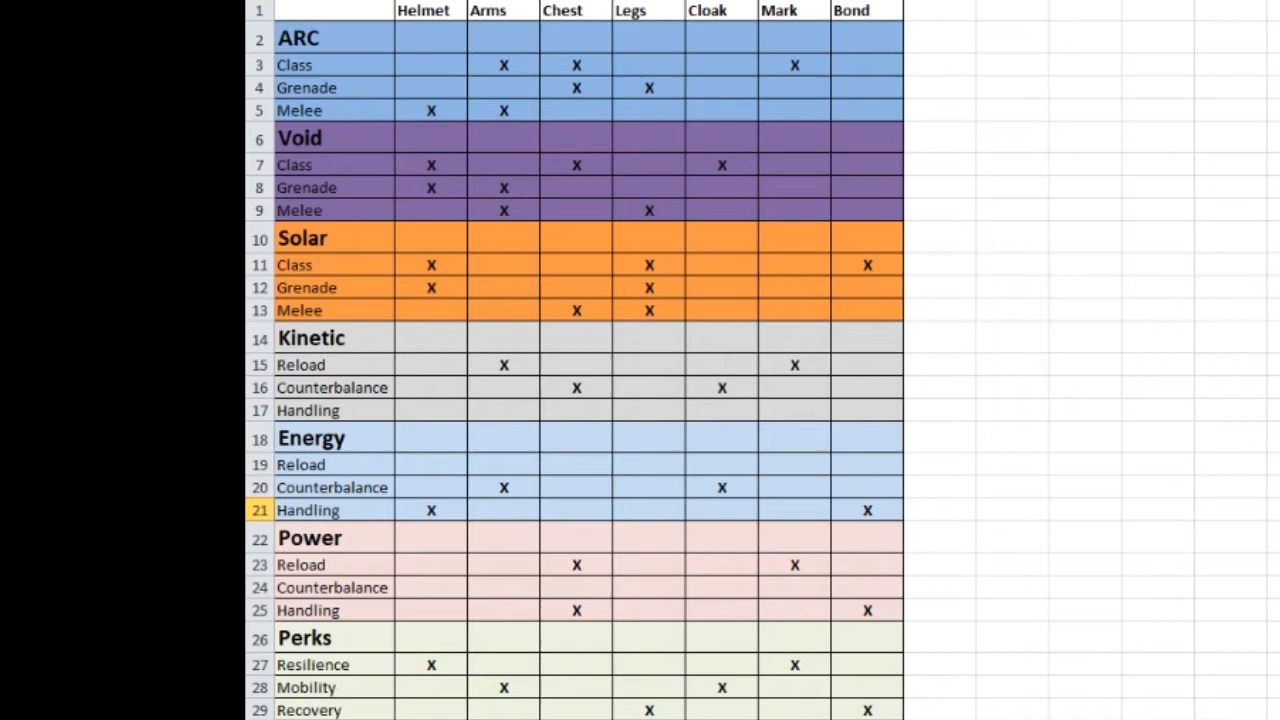 1 Helmet Arms Chest Legs Cloak Mark Bond
2 ARC
3 Class X X X
4 Grenade X X
5 Melee X X
6 Void
7 Class X X X
8 Grenade X X
9 Melee X X
10 Solar
11 Class X X X
12 Grenade X X
13 Melee X X
14 Kinetic
15 Reload X X
16 Counterbalance X X
17 Handling
18 Energy
19 Reload
20 Counterbalance X X
21 Handling X X
22 Power
23 Reload X X
24 Counterbalance
25 Handling X X
26 Perks
27 Resilience X X
28 Mobility X X
29 Recovery X X